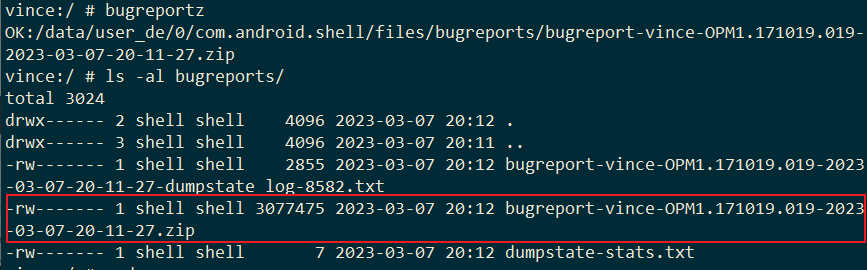 vince:/ # bugreportz
OK:/data/user_de/0/com.android.shell/files/bugreports/bugreport-vince-OPM1.171019.019-
2023-03-07-20-11-27.zip
vince:/ # ls -al bugreports/
total 3024
drwx------ 2 shell shell    4096 2023-03-07 20:12 .
drwx------ 3 shell shell    4096 2023-03-07 20:11 ..
-rw------- 1 shell shell    2855 2023-03-07 20:12 bugreport-vince-OPM1.171019.019-2023
-03-07-20-11-27-dumpstate_log-8582.txt
-rw------- 1 shell shell 3077475 2023-03-07 20:12 bugreport-vince-OPM1.171019.019-2023
-03-07-20-11-27.zip
-rw------- 1 shell shell       7 2023-03-07 20:12 dumpstate-stats.txt